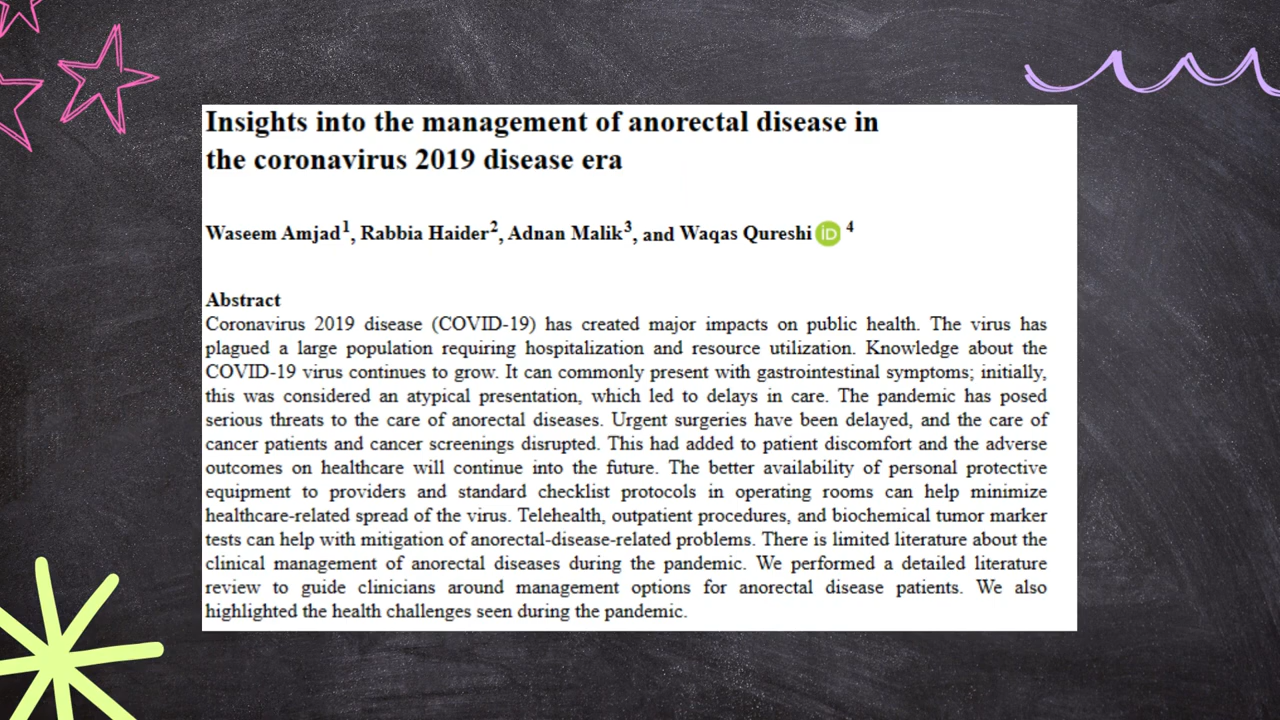 Insights into the management of anorectal disease in
the coronavirus 2019 disease era
Waseem Amjad1, Rabbia Haider2, Adnan Malik3, and Waqas Qureshi iD 4
Abstract
Coronavirus 2019 disease (COVID-19) has created major impacts on public health. The virus has
plagued a large population requiring hospitalization and resource utilization. Knowledge about the
COVID-19 virus continues to grow. It can commonly present with gastrointestinal symptoms; initially,
this was considered an atypical presentation, which led to delays in care. The pandemic has posed
serious threats to the care of anorectal diseases. Urgent surgeries have been delayed, and the care of
cancer patients and cancer screenings disrupted. This had added to patient discomfort and the adverse
outcomes on healthcare will continue into the future. The better availability of personal protective
equipment to providers and standard checklist protocols in operating rooms can help minimize
healthcare-related spread of the virus. Telehealth, outpatient procedures, and biochemical tumor marker
tests can help with mitigation of anorectal-disease-related problems. There is limited literature about the
clinical management of anorectal diseases during the pandemic. We performed a detailed literature
review to guide clinicians around management options for anorectal disease patients. We also
highlighted the health challenges seen during the pandemic.